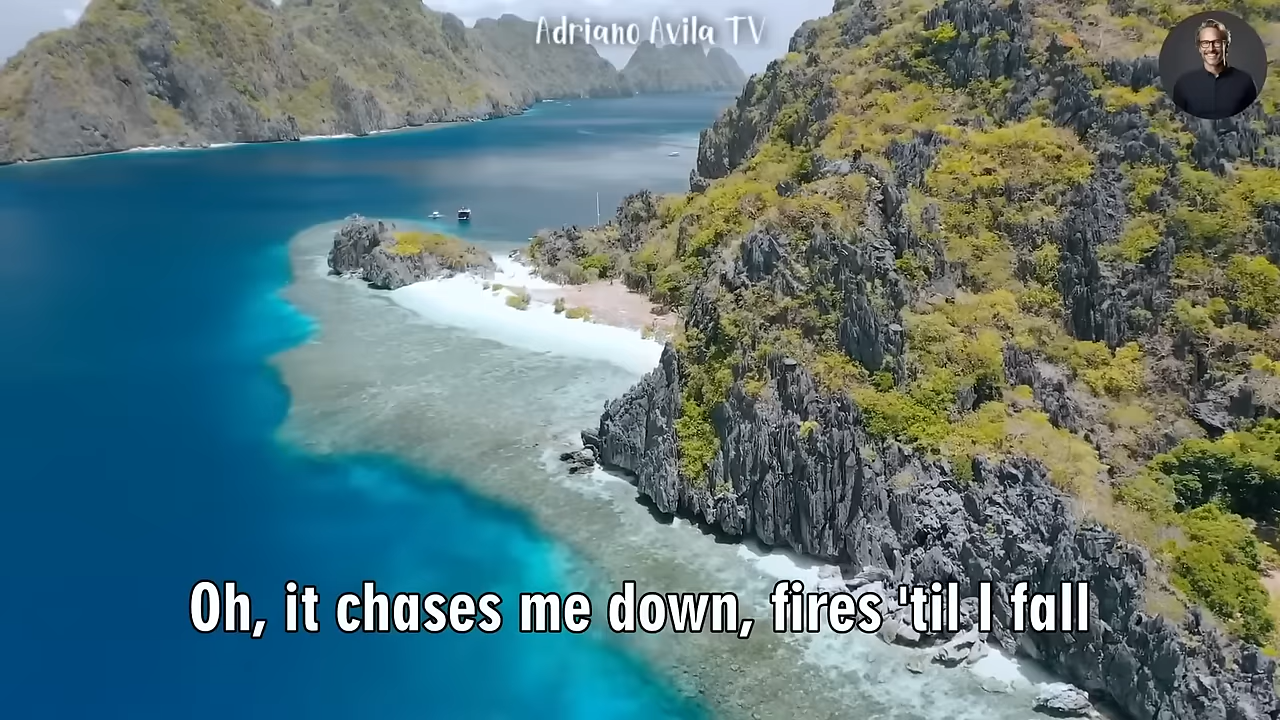 Adriano Avila TV
Oh, it chases me down, fires 'til I fall